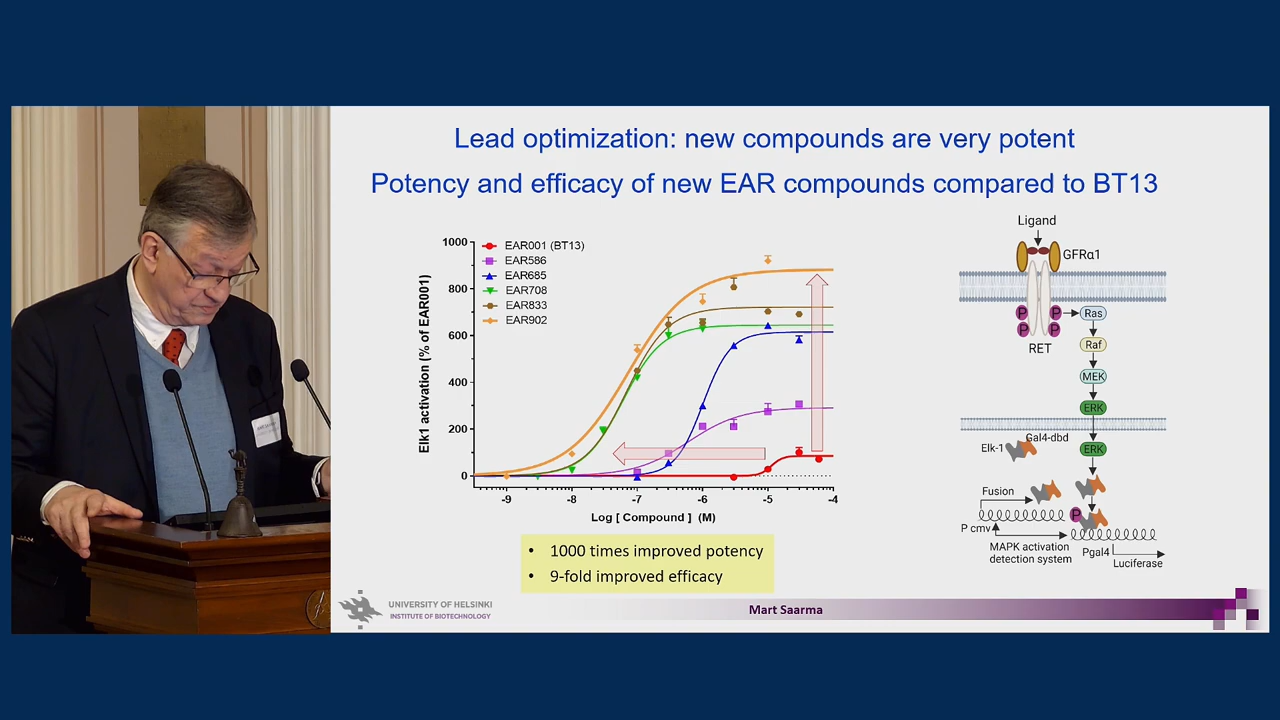 Lead optimization: new compounds are very potent
Potency and efficacy of new EAR compounds compared to BT13
Elk1 activation (% of EAR001)
1000
800
600
400
200
0
EAR001 (BT13)
EAR586
EAR685
EAR708
EAR833
EAR902
-9
-8
-7
-6
-5
-4
Log [ Compound ] (M)
Ligand
GFRα1
P
P
P
P
RET
Ras
Raf
MEK
ERK
ERK
Gal4-dbd
Elk-1
Fusion
P cmv
MAPK activation
detection system
P
Pgal4
Luciferase
• 1000 times improved potency
• 9-fold improved efficacy
UNIVERSITY OF HELSINKI
INSTITUTE OF BIOTECHNOLOGY
Mart Saarma